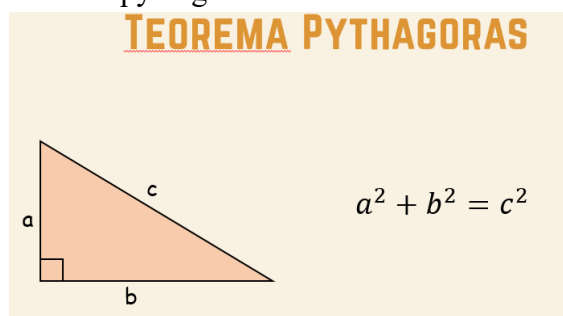 TEOREMA PYTHAGORAS
c
a² + b² = c²
a
b